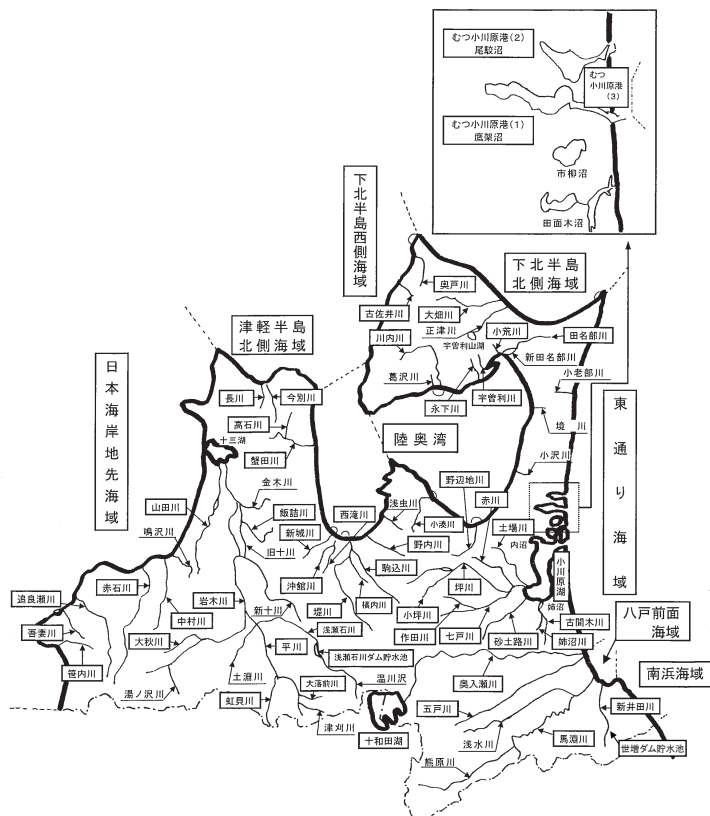 むつ小川原港(2)
尾駮沼
むつ
小川原港
(3)
むつ小川原港(1)
鷹架沼
市柳沼
田面木沼
下北半島西側海域
下北半島
北側海域
奥戸川
古佐井川
大畑川
正津川
川内川
小荒川
宇曽利山湖
田名部川
新田名部川
葛沢川
永下川
宇曽利川
小老部川
津軽半島
北側海域
日本海岸地先海域
長川
今別川
高石川
十三湖
蟹田川
陸奥湾
東通り海域
境川
小沢川
金木川
山田川
飯詰川
鳴沢川
新城川
西滝川
浅虫川
野辺地川
赤川
小湊川
土場川
内沼
旧十川
野内川
駒込川
沖館川
小川原湖
姉沼
赤石川
追良瀬川
岩木川
新十川
堤川
横内川
坪川
小坪川
古間木川
八戸前面
海域
吾妻川
中村川
大秋川
浅瀬石川
作田川
七戸川
砂土路川
姉沼川
平川
浅瀬石川ダム貯水池
南浜海域
笹内川
湯ノ沢川
土淵川
虹貝川
大落前川
温川沢
奥入瀬川
五戸川
新井田川
津刈川
十和田湖
浅水川
馬淵川
世増ダム貯水池
熊原川